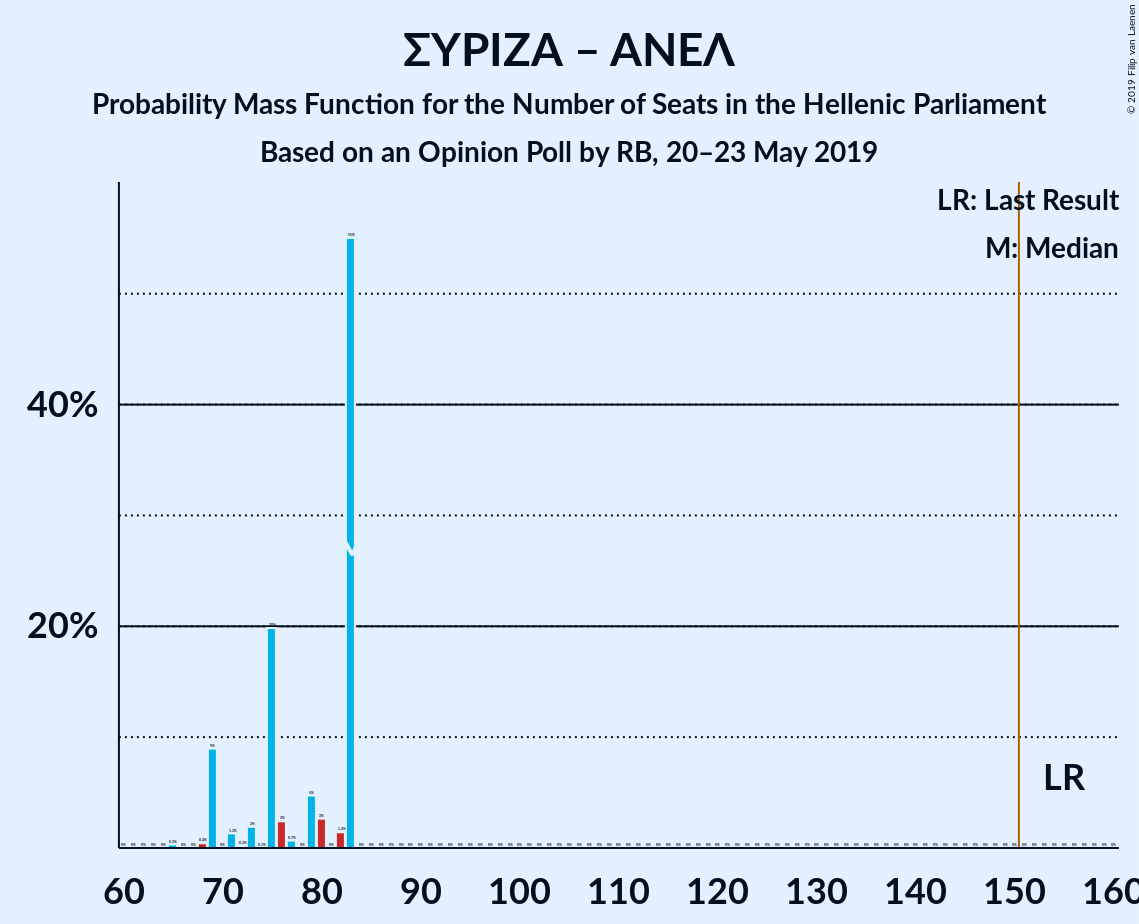 ΣΥΡΙΖΑ – ΑΝΕΛ
Probability Mass Function for the Number of Seats in the Hellenic Parliament
Based on an Opinion Poll by RB, 20–23 May 2019
© 2019 Filip van Laenen
LR: Last Result
M: Median
40%
20%
LR
60 70 80 90 100 110 120 130 140 150 160